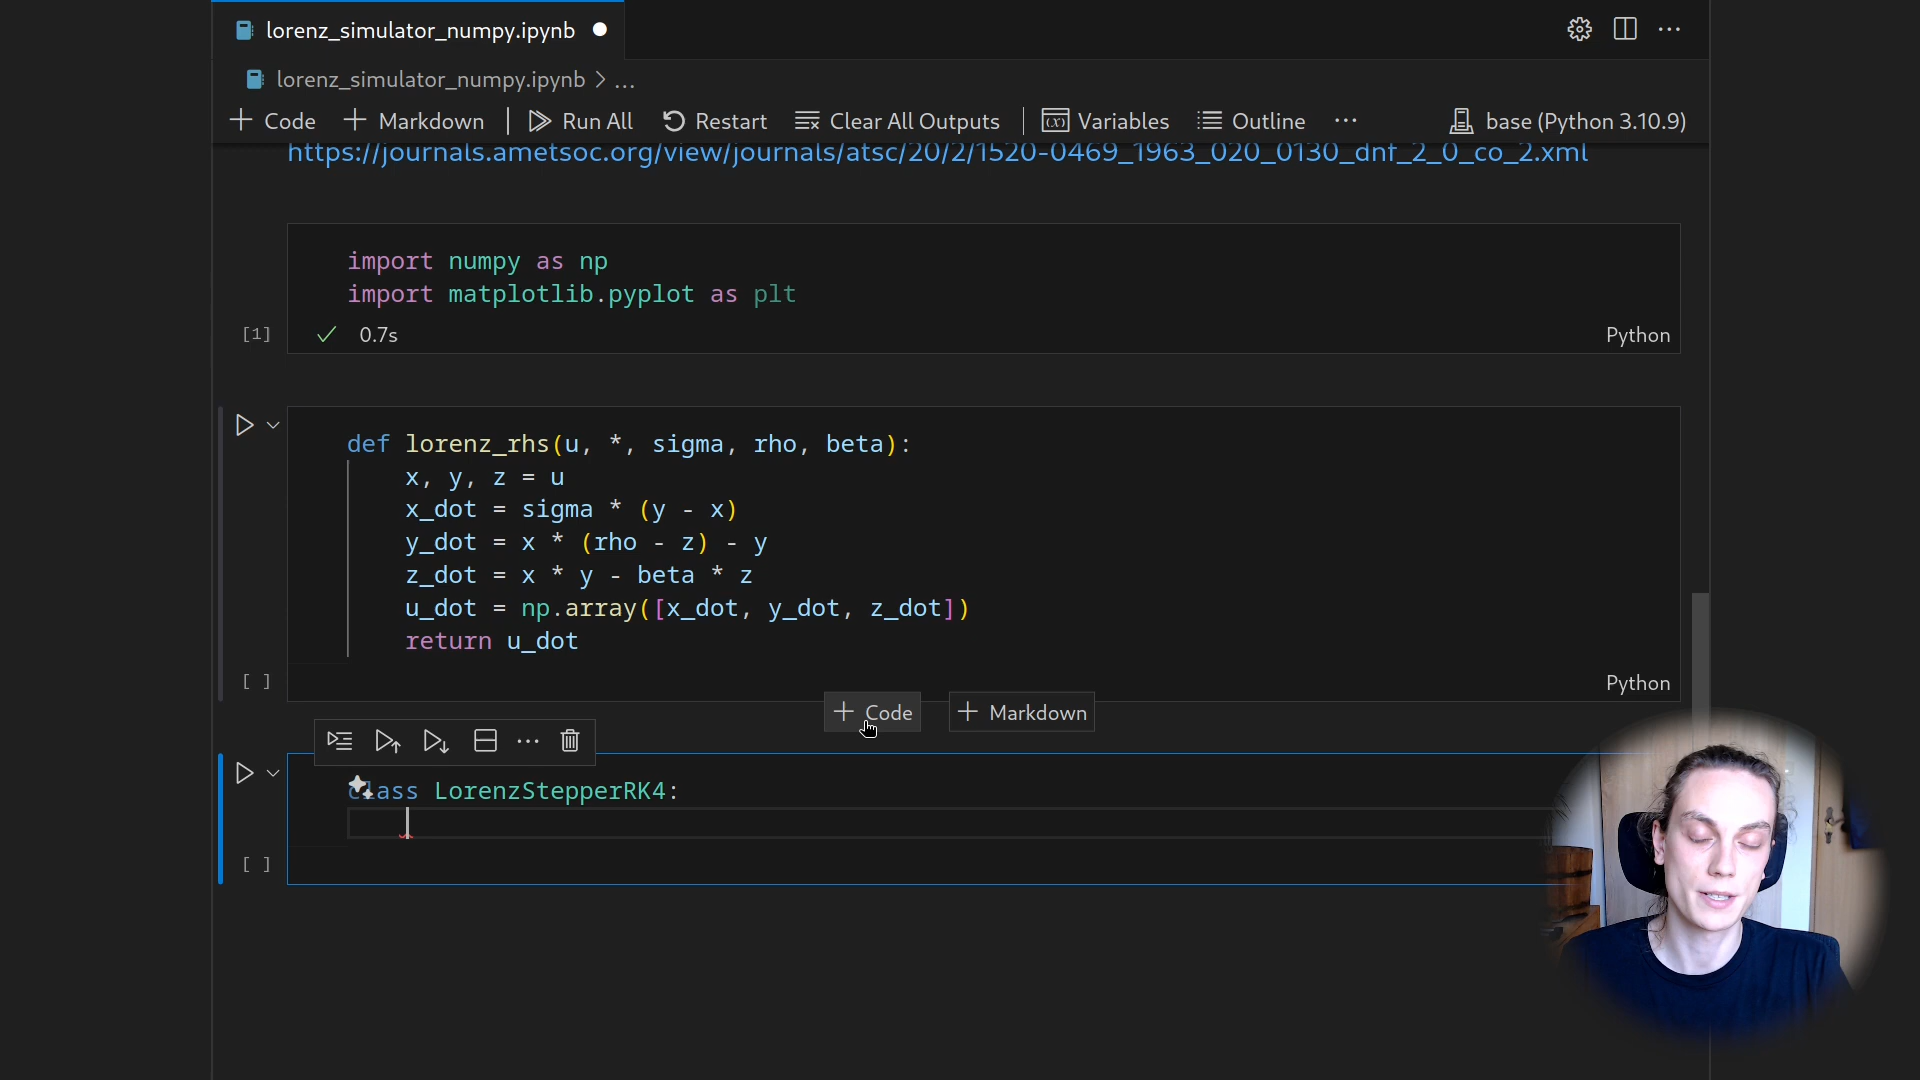 lorenz_simulator_numpy.ipynb
lorenz_simulator_numpy.ipynb > ...
Code Markdown Run All Restart Clear All Outputs Variables Outline ... base (Python 3.10.9)
https://journals.ametsoc.org/view/journals/atsc/20/2/1520-0469_1963_020_0130_dnf_2_0_co_2.xml
import numpy as np
import matplotlib.pyplot as plt
[1] 0.7s Python
def lorenz_rhs(u, *, sigma, rho, beta):
x, y, z = u
x_dot = sigma * (y - x)
y_dot = x * (rho - z) - y
z_dot = x * y - beta * z
u_dot = np.array([x_dot, y_dot, z_dot])
return u_dot
[ ] Python
+ Code + Markdown
class LorenzStepperRK4:
[ ]